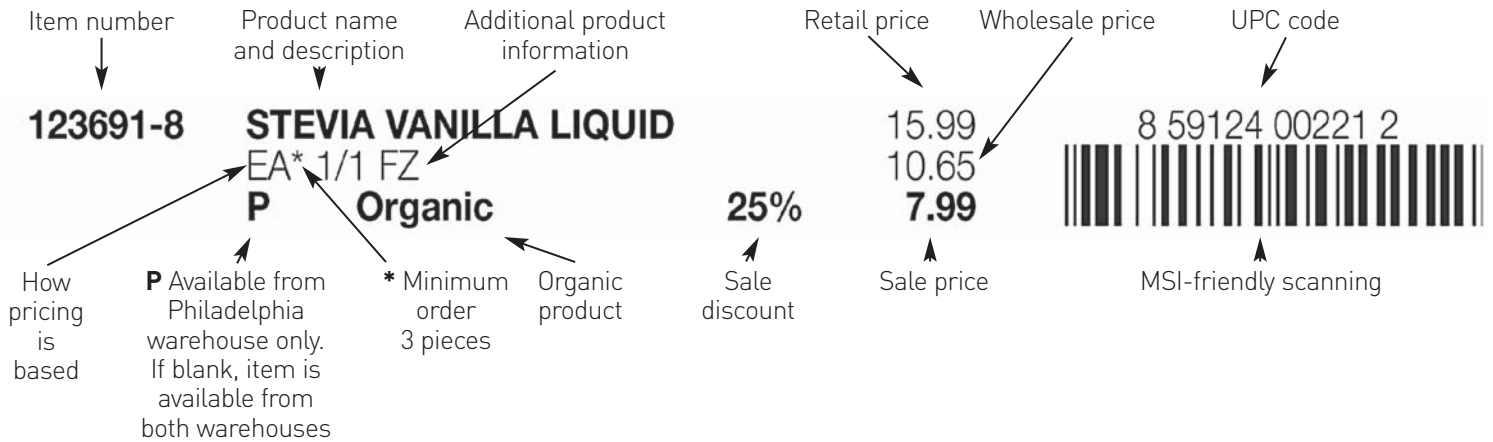 Item number
Product name
and description
Additional product
information
Retail price
Wholesale price
UPC code
123691-8
STEVIA VANILLA LIQUID
15.99
8 59124 00221 2
EA* 1/1 FZ
10.65
P
Organic
25%
7.99
How
pricing
is
based
P Available from
Philadelphia
warehouse only.
If blank, item is
available from
both warehouses
* Minimum
order
3 pieces
Organic
product
Sale
discount
Sale price
MSI-friendly scanning